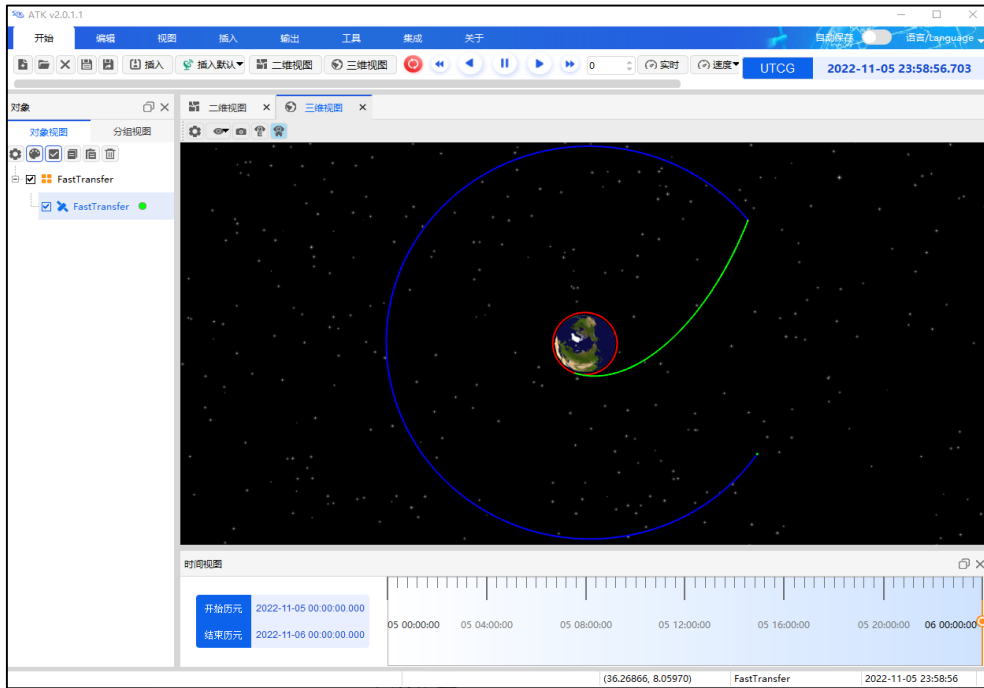 ATK v2.0.1.1
开始 编辑 视图 插入 输出 工具 集成 关于 自动保存 语言/Language
插入 插入默认 二维视图 三维视图 0 实时 速度 UTCG 2022-11-05 23:58:56.703
对象 二维视图 三维视图
对象视图 分组视图
FastTransfer
FastTransfer
时间视图
开始历元 2022-11-05 00:00:00.000
结束历元 2022-11-06 00:00:00.000
05 00:00:00 05 04:00:00 05 08:00:00 05 12:00:00 05 16:00:00 05 20:00:00 06 00:00:00
(36.26866, 8.05970) FastTransfer 2022-11-05 23:58:56